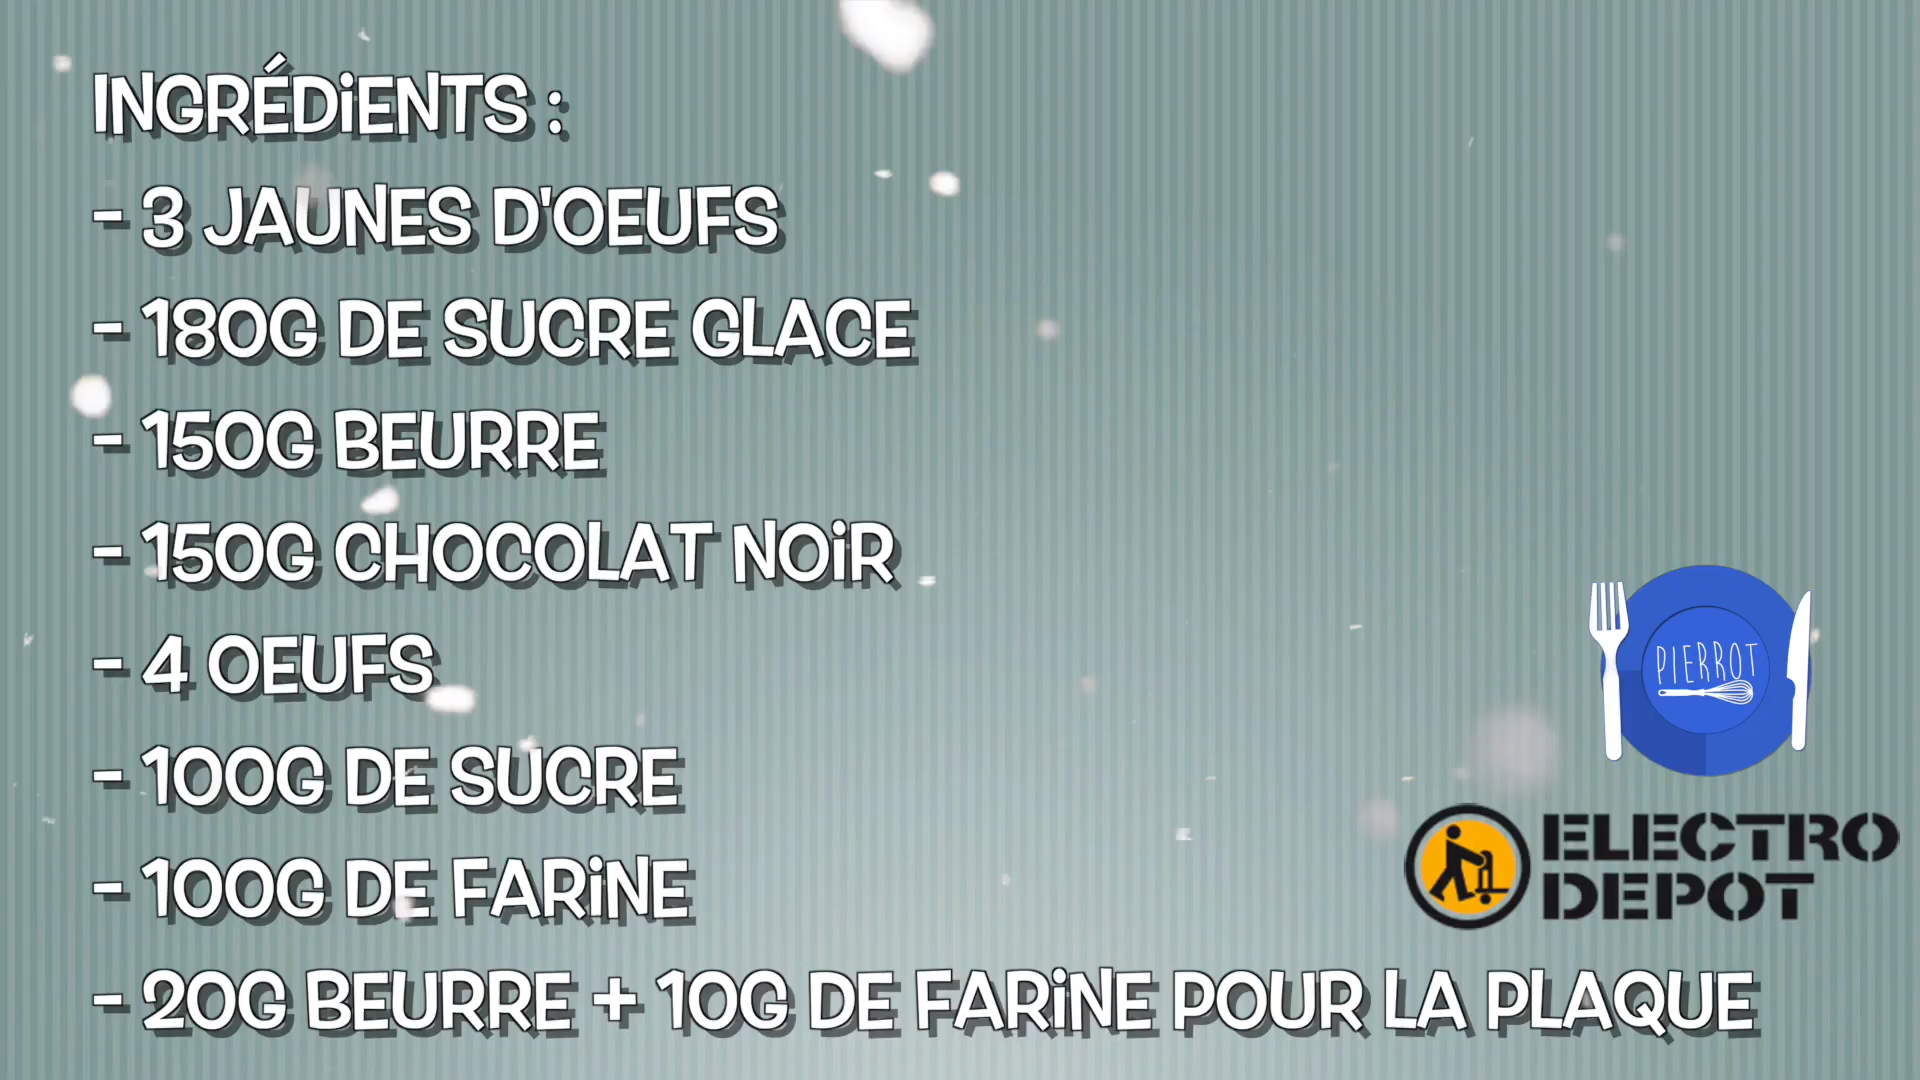 INGRÉDiENTS :
- 3 JAUNES D'OEUFS
- 180G DE SUCRE GLACE
- 150G BEURRE
- 150G CHOCOLAT NOiR
- 4 OEUFS
- 100G DE SUCRE
- 100G DE FARiNE
- 20G BEURRE + 10G DE FARiNE POUR LA PLAQUE
PIERROT
ELECTRO
DEPOT